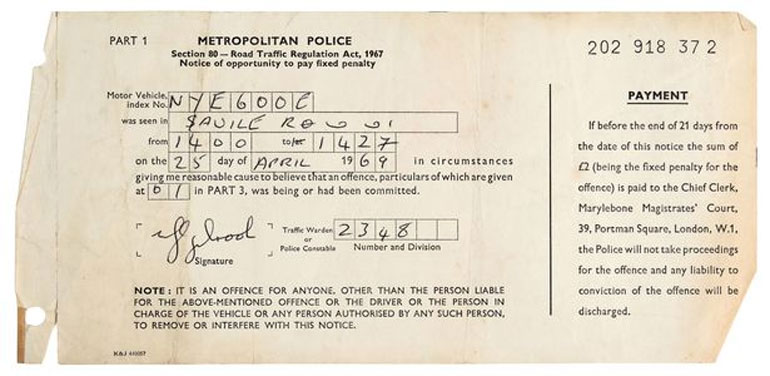 PART 1
METROPOLITAN POLICE
202 918 372
Section 80—Road Traffic Regulation Act, 1967
Notice of opportunity to pay fixed penalty
Motor Vehicle, index No. NYE600E
was seen in SAVILE ROW W1
from 1400 to/or 1427
on the 25 day of APRIL 1969 in circumstances
giving me reasonable cause to believe that an offence, particulars of which are given
at 01 in PART 3, was being or had been committed.
Signature
Traffic Warden or Police Constable 2348
Number and Division
NOTE: IT IS AN OFFENCE FOR ANYONE, OTHER THAN THE PERSON LIABLE
FOR THE ABOVE-MENTIONED OFFENCE OR THE DRIVER OR THE PERSON IN
CHARGE OF THE VEHICLE OR ANY PERSON AUTHORISED BY ANY SUCH PERSON,
TO REMOVE OR INTERFERE WITH THIS NOTICE.
PAYMENT
If before the end of 21 days from
the date of this notice the sum of
£2 (being the fixed penalty for the
offence) is paid to the Chief Clerk,
Marylebone Magistrates' Court,
39, Portman Square, London, W.1,
the Police will not take proceedings
for the offence and any liability to
conviction of the offence will be
discharged.